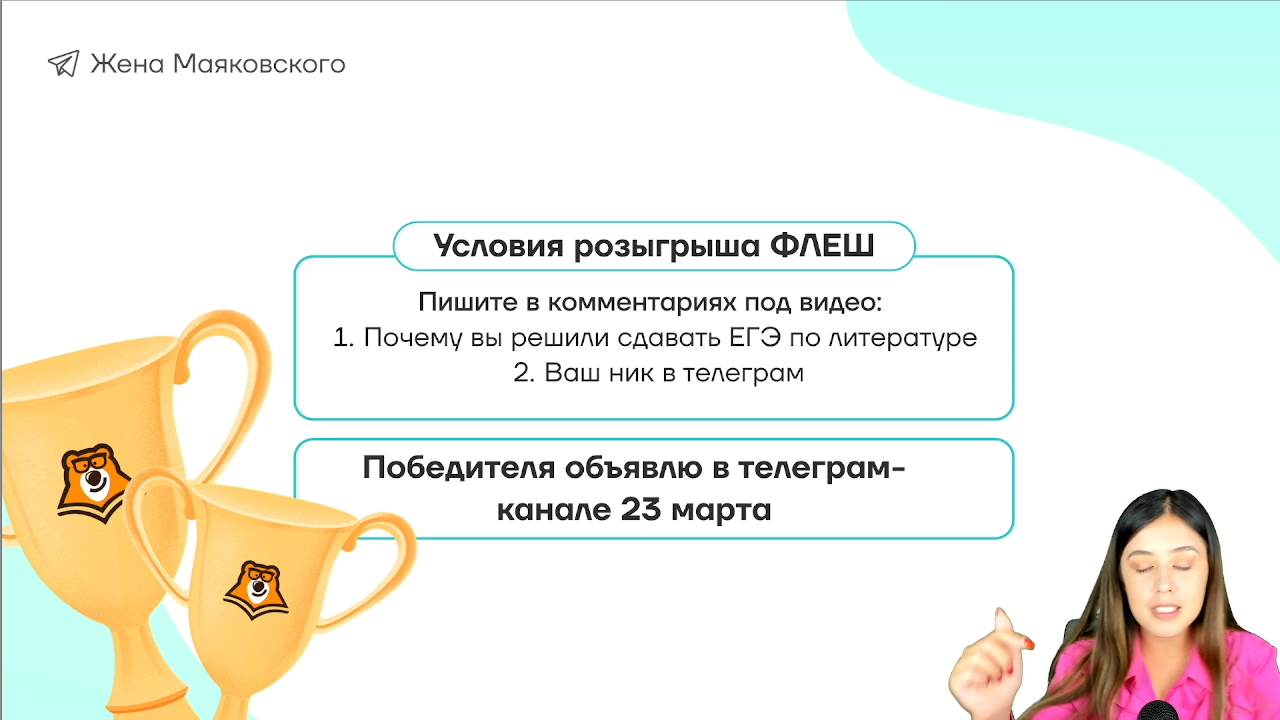 Жена Маяковского
Условия розыгрыша ФЛЕШ
Пишите в комментариях под видео:
1. Почему вы решили сдавать ЕГЭ по литературе
2. Ваш ник в телеграм
Победителя объявлю в телеграм-
канале 23 марта